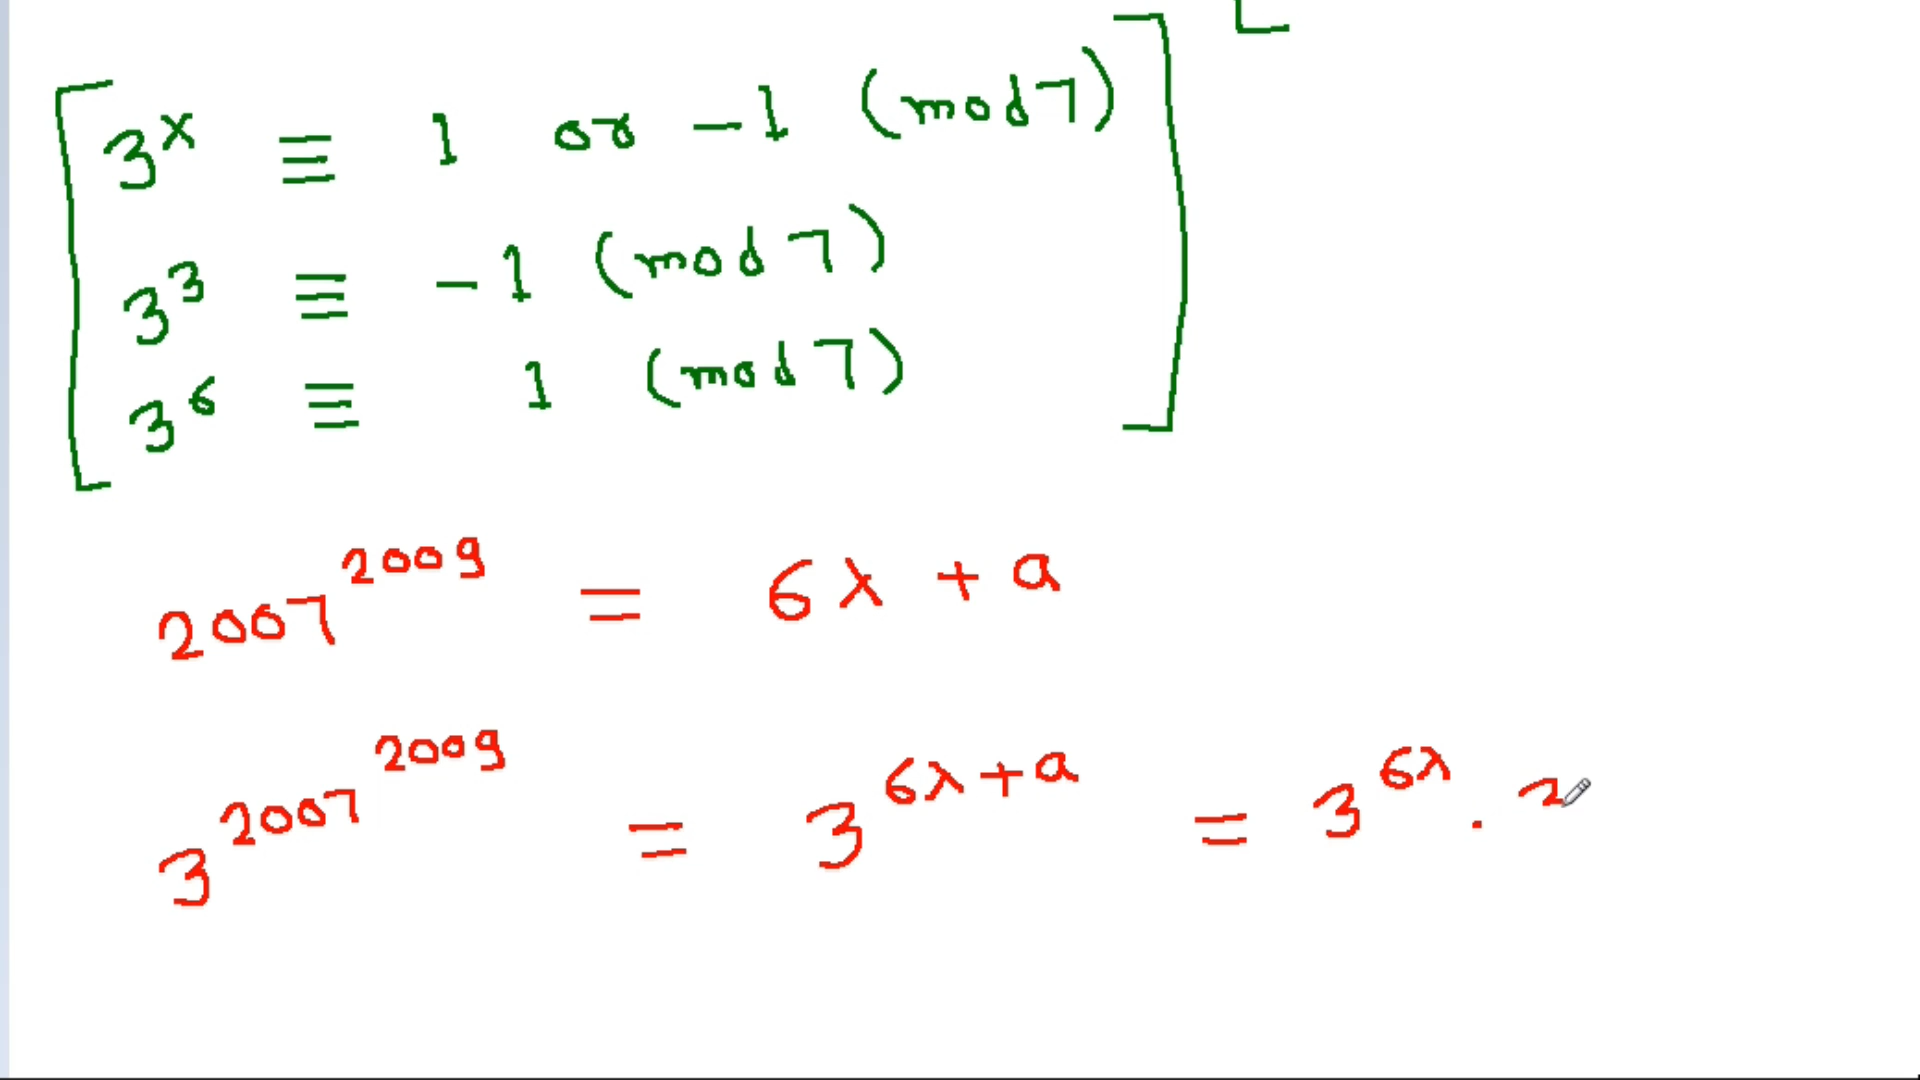 3^x ≡ 1 or -1 (mod 7)
3^3 ≡ -1 (mod 7)
3^6 ≡ 1 (mod 7)
2007^2009 = 6λ + a
3^2007^2009 = 3^6λ+a = 3^6λ ·